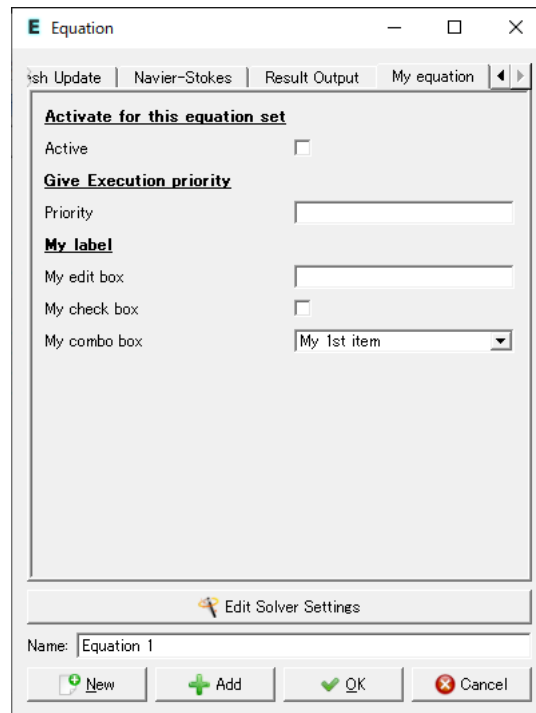 Equation
esh Update Navier-Stokes Result Output My equation
Activate for this equation set
Active
Give Execution priority
Priority
My label
My edit box
My check box
My combo box My 1st item
Edit Solver Settings
Name: Equation 1
New Add OK Cancel